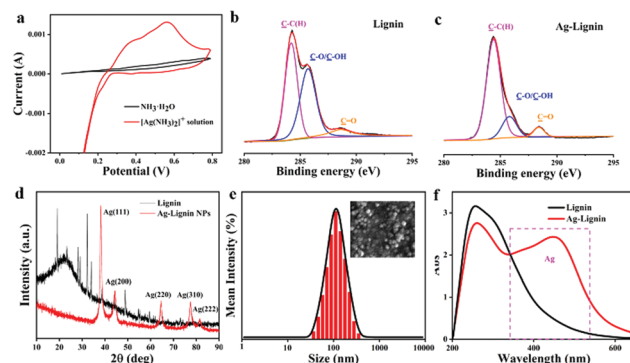 a
Current (A)
0.001
0.000
-0.001
-0.002
NH3·H2O
[Ag(NH3)2]+ solution
0.0
0.2
0.4
0.6
0.8
Potential (V)
b
Lignin
C-C(H)
C-O/C-OH
C=O
280
285
290
295
Binding energy (eV)
c
Ag-Lignin
C-C(H)
C-O/C-OH
C=O
280
285
290
295
Binding energy (eV)
d
Lignin
Ag-Lignin NPs
Ag(111)
Ag(200)
Ag(220)
Ag(310)
Ag(222)
Intensity (a.u.)
10 20 30 40 50 60 70 80 90
2θ (deg)
e
Mean Intensity (%)
1
10
100
1000
10000
Size (nm)
f
Lignin
Ag-Lignin
Ag
ABS
3
2
1
0
200
400
600
Wavelength (nm)